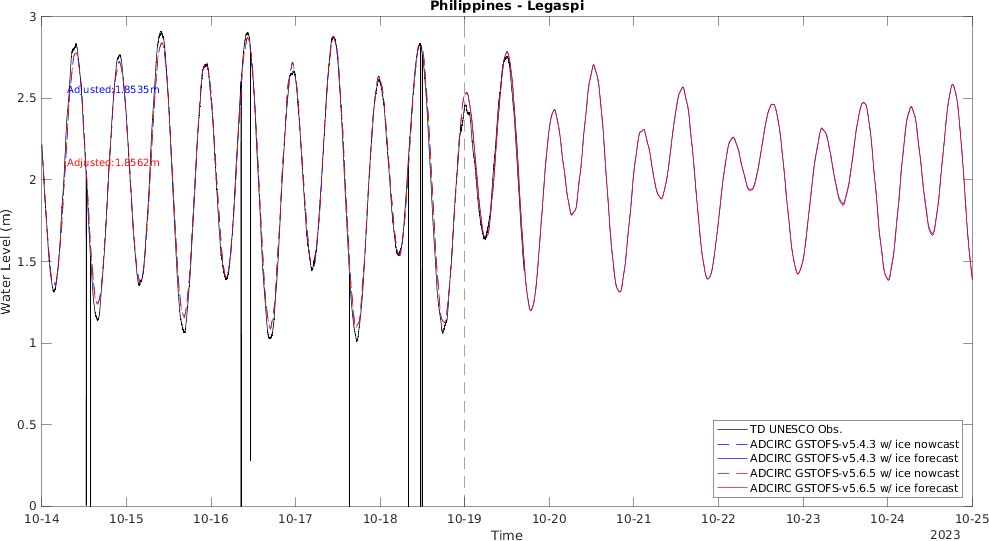 Philippines - Legaspi
3
2.5
2
1.5
1
0.5
0
Water Level (m)
Adjusted:1.8535m
Adjusted:1.8562m
TD UNESCO Obs.
ADCIRC GSTOFS-v5.4.3 w/ ice nowcast
ADCIRC GSTOFS-v5.4.3 w/ ice forecast
ADCIRC GSTOFS-v5.6.5 w/ ice nowcast
ADCIRC GSTOFS-v5.6.5 w/ ice forecast
10-14 10-15 10-16 10-17 10-18 10-19 10-20 10-21 10-22 10-23 10-24 10-25
Time
2023